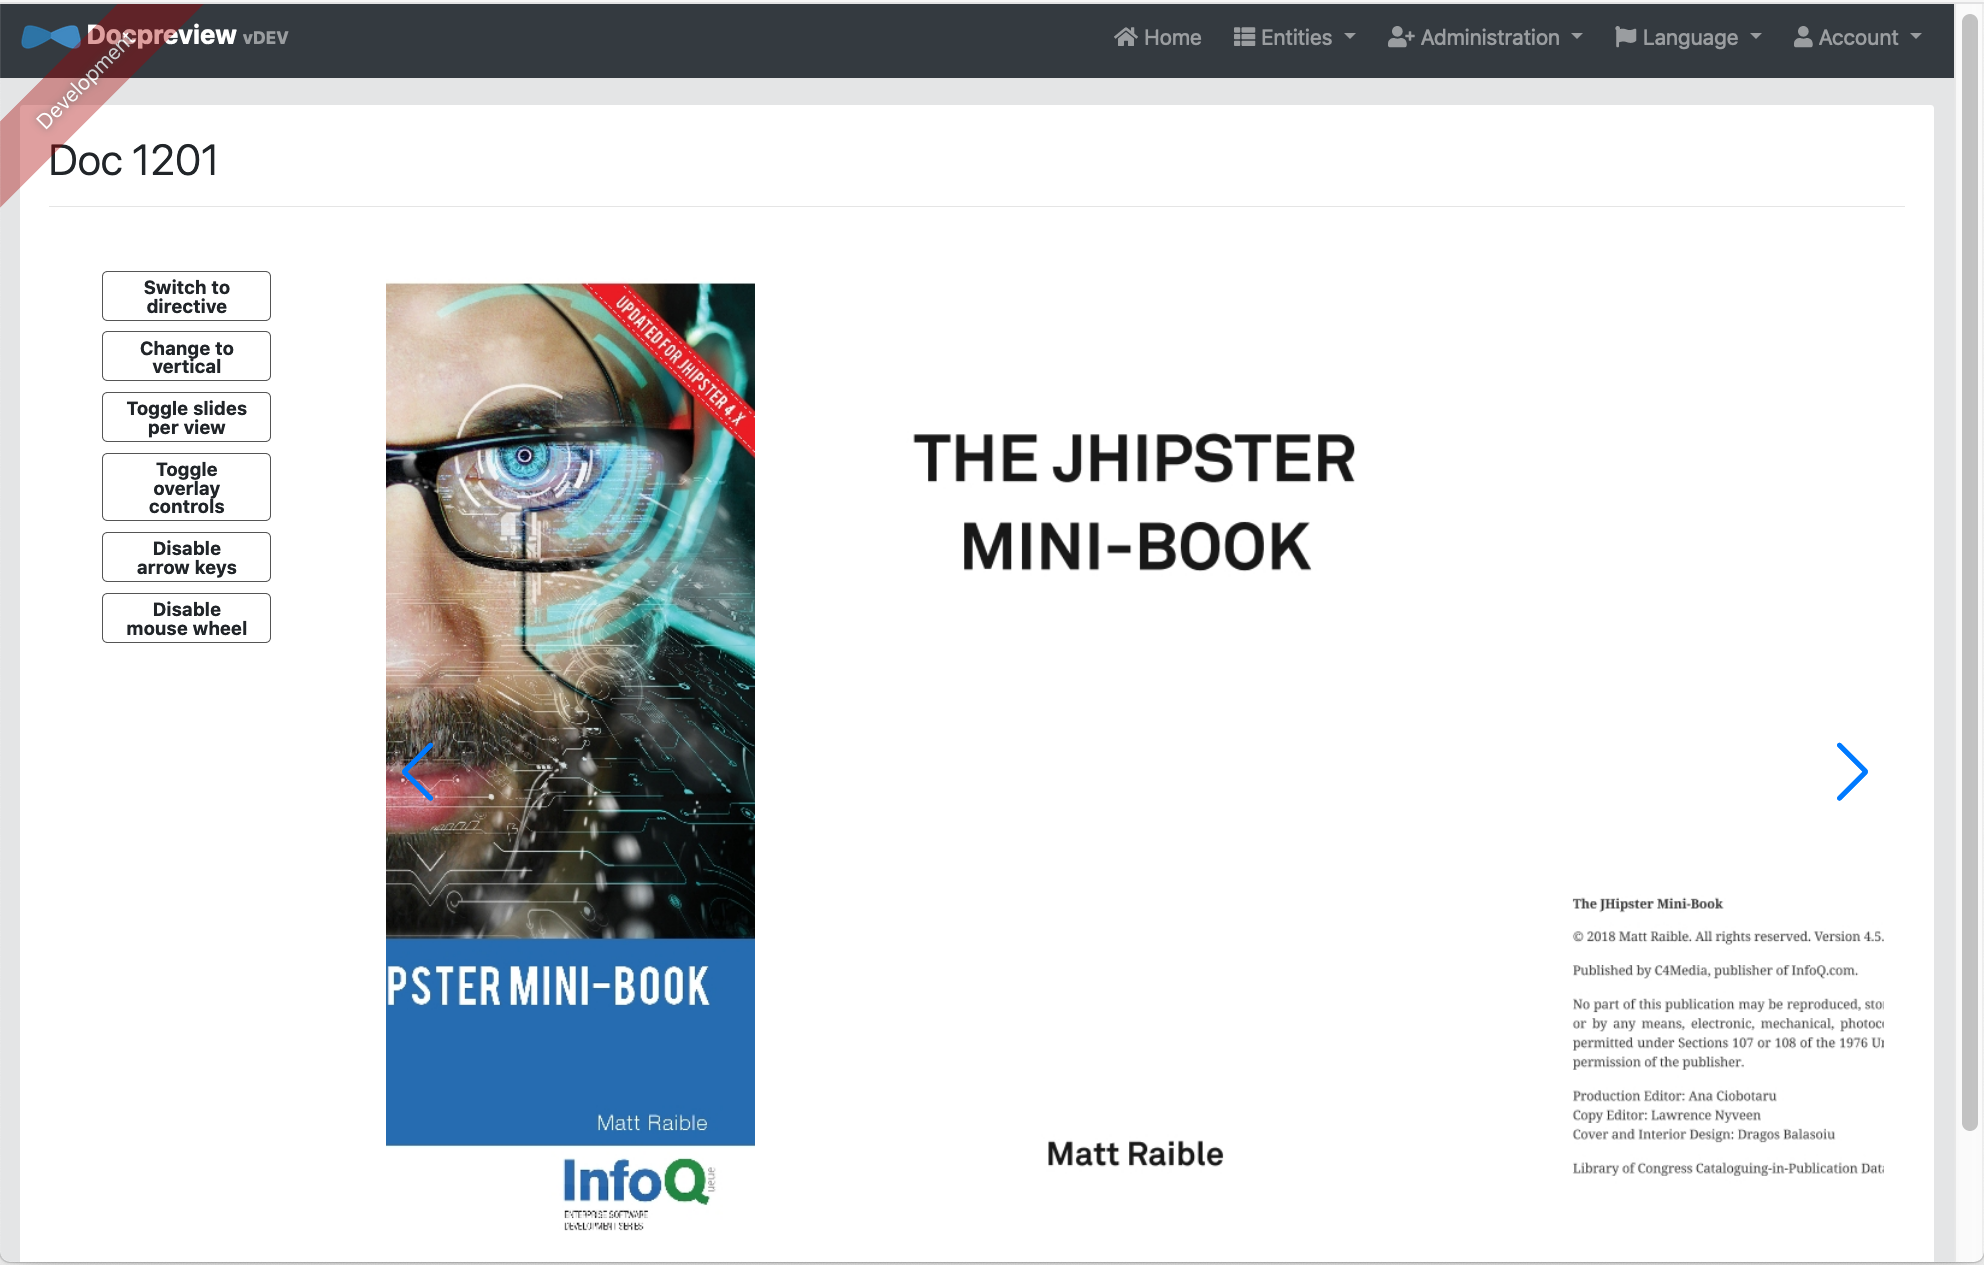 Docpreview vDEV
Home
Entities
Administration
Language
Account
Development
Doc 1201
Switch to
directive
Change to
vertical
Toggle slides
per view
Toggle
overlay
controls
Disable
arrow keys
Disable
mouse wheel
UPDATED FOR JHIPSTER 4.X
PSTER MINI-BOOK
Matt Raible
InfoQ
ENTERPRISE SOFTWARE
DEVELOPMENT SERIES
THE JHIPSTER
MINI-BOOK
Matt Raible
The JHipster Mini-Book
© 2018 Matt Raible. All rights reserved. Version 4.5.
Published by C4Media, publisher of InfoQ.com.
No part of this publication may be reproduced, sto
or by any means, electronic, mechanical, photoc
permitted under Sections 107 or 108 of the 1976 U
permission of the publisher.
Production Editor: Ana Ciobotaru
Copy Editor: Lawrence Nyveen
Cover and Interior Design: Dragos Balasoiu
Library of Congress Cataloguing-in-Publication Dat